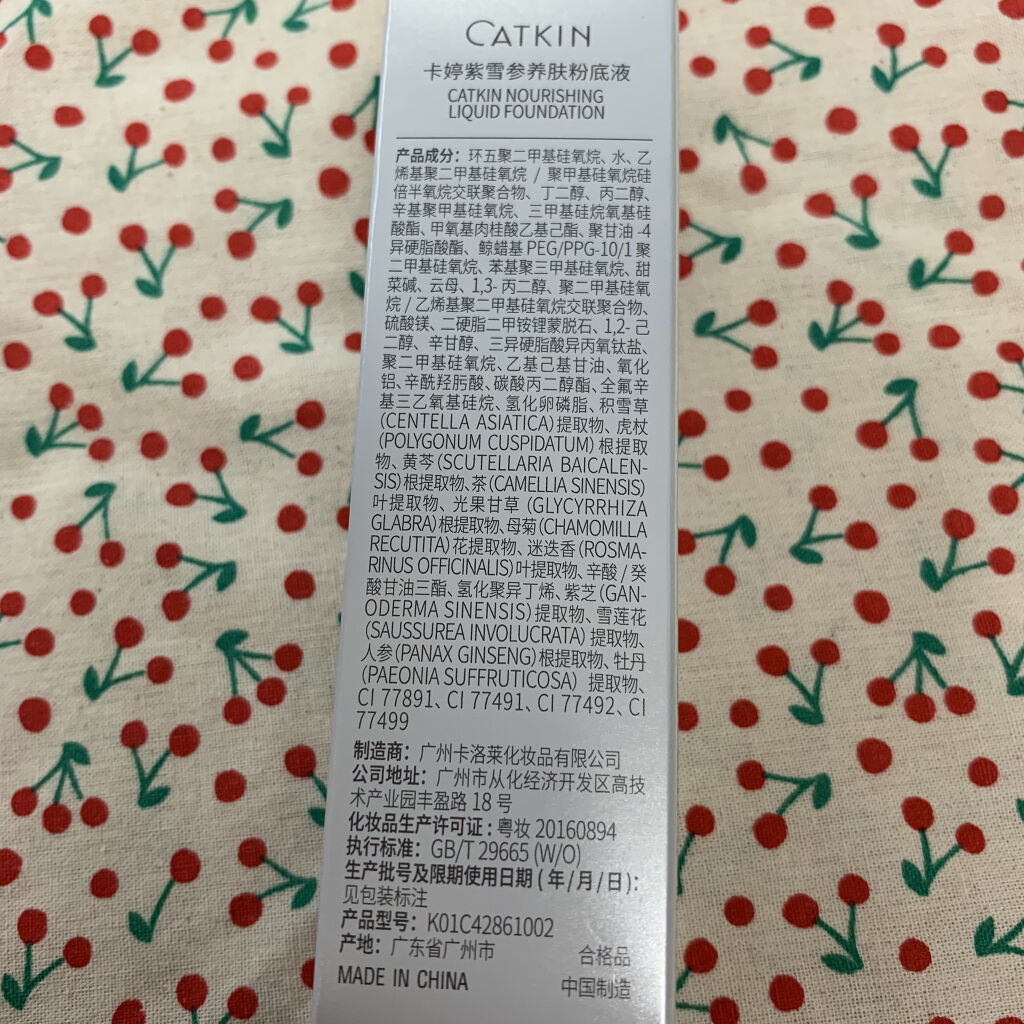 CATKIN
卡婷紫雪参养肤粉底液
CATKIN NOURISHING
LIQUID FOUNDATION
产品成分：环五聚二甲基硅氧烷、水、乙
烯基聚二甲基硅氧烷 / 聚甲基硅氧烷硅
倍半氧烷交联聚合物、丁二醇、丙二醇、
辛基聚甲基硅氧烷、三甲基硅烷氧基硅
酸酯、甲氧基肉桂酸乙基己酯、聚甘油 -4
异硬脂酸酯、鲸蜡基 PEG/PPG-10/1 聚
二甲基硅氧烷、苯基聚三甲基硅氧烷、甜
菜碱、云母、1,3- 丙二醇、聚二甲基硅氧
烷 / 乙烯基聚二甲基硅氧烷交联聚合物、
硫酸镁、二硬脂二甲铵锂蒙脱石、1,2- 己
二醇、辛甘醇、三异硬脂酸异丙氧钛盐、
聚二甲基硅氧烷、乙基己基甘油、氧化
铝、辛酰羟肟酸、碳酸丙二醇酯、全氟辛
基三乙氧基硅烷、氢化卵磷脂、积雪草
(CENTELLA ASIATICA) 提取物、虎杖
(POLYGONUM CUSPIDATUM) 根提取
物、黄芩 (SCUTELLARIA BAICALEN-
SIS) 根提取物、茶 (CAMELLIA SINENSIS)
叶提取物、光果甘草 (GLYCYRRHIZA
GLABRA) 根提取物、母菊 (CHAMOMILLA
RECUTITA) 花提取物、迷迭香 (ROSMA-
RINUS OFFICINALIS) 叶提取物、辛酸 / 癸
酸甘油三酯、氢化聚异丁烯、紫芝 (GAN-
ODERMA SINENSIS) 提取物、雪莲花
(SAUSSUREA INVOLUCRATA) 提取物、
人参 (PANAX GINSENG) 根提取物、牡丹
(PAEONIA SUFFRUTICOSA) 提取物、
CI 77891、CI 77491、CI 77492、CI
77499
制造商：广州卡洛莱化妆品有限公司
公司地址：广州市从化经济开发区高技
术产业园丰盈路 18 号
化妆品生产许可证：粤妆 20160894
执行标准：GB/T 29665 (W/O)
生产批号及限期使用日期 ( 年 / 月 / 日 )：
见包装标注
产品型号：K01C42861002
产地：广东省广州市
合格品
MADE IN CHINA
中国制造